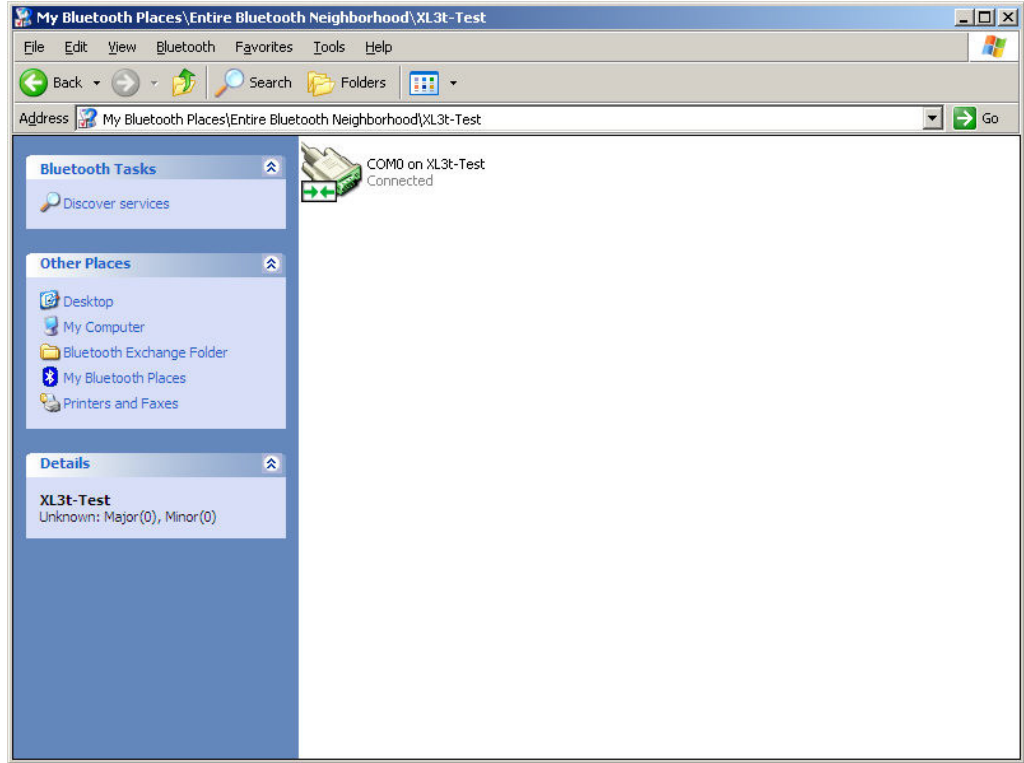 My Bluetooth Places\Entire Bluetooth Neighborhood\XL3t-Test
File Edit View Bluetooth Favorites Tools Help
Back Search Folders
Address My Bluetooth Places\Entire Bluetooth Neighborhood\XL3t-Test Go
Bluetooth Tasks
Discover services
Other Places
Desktop
My Computer
Bluetooth Exchange Folder
My Bluetooth Places
Printers and Faxes
Details
XL3t-Test
Unknown: Major(0), Minor(0)
COM0 on XL3t-Test
Connected